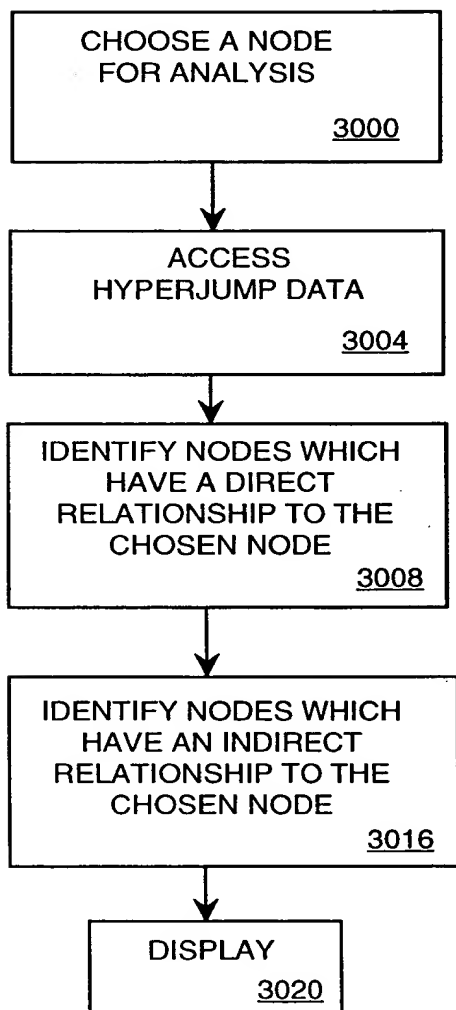 CHOOSE A NODE
FOR ANALYSIS
3000
ACCESS
HYPERJUMP DATA
3004
IDENTIFY NODES WHICH
HAVE A DIRECT
RELATIONSHIP TO THE
CHOSEN NODE
3008
IDENTIFY NODES WHICH
HAVE AN INDIRECT
RELATIONSHIP TO THE
CHOSEN NODE
3016
DISPLAY
3020